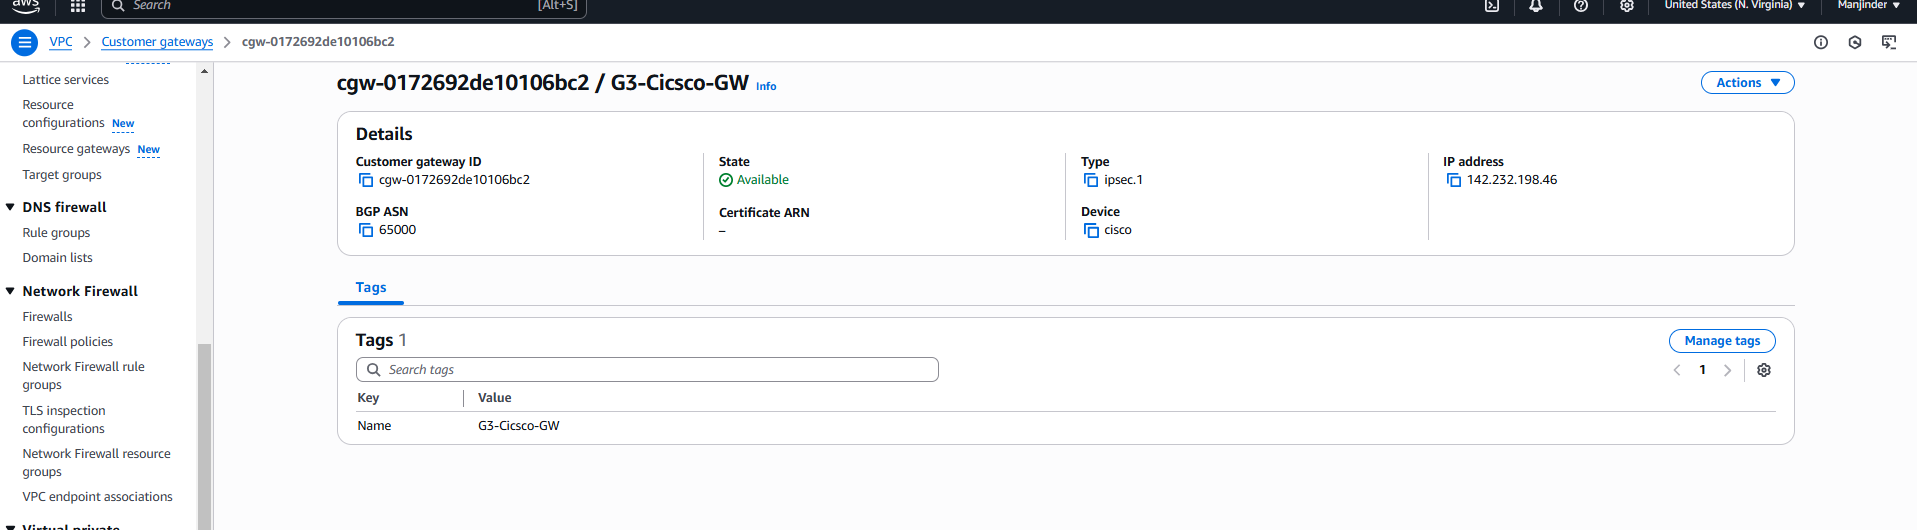 aws
Search
[Alt+S]
United States (N. Virginia)
Manjinder
VPC
Customer gateways
cgw-0172692de10106bc2
Lattice services
Resource
configurations New
Resource gateways New
Target groups
DNS firewall
Rule groups
Domain lists
Network Firewall
Firewalls
Firewall policies
Network Firewall rule
groups
TLS inspection
configurations
Network Firewall resource
groups
VPC endpoint associations
Virtual private
cgw-0172692de10106bc2 / G3-Cicsco-GW Info
Actions
Details
Customer gateway ID
cgw-0172692de10106bc2
State
Available
Type
ipsec.1
IP address
142.232.198.46
BGP ASN
65000
Certificate ARN
–
Device
cisco
Tags
Tags 1
Manage tags
Search tags
1
Key
Value
Name
G3-Cicsco-GW